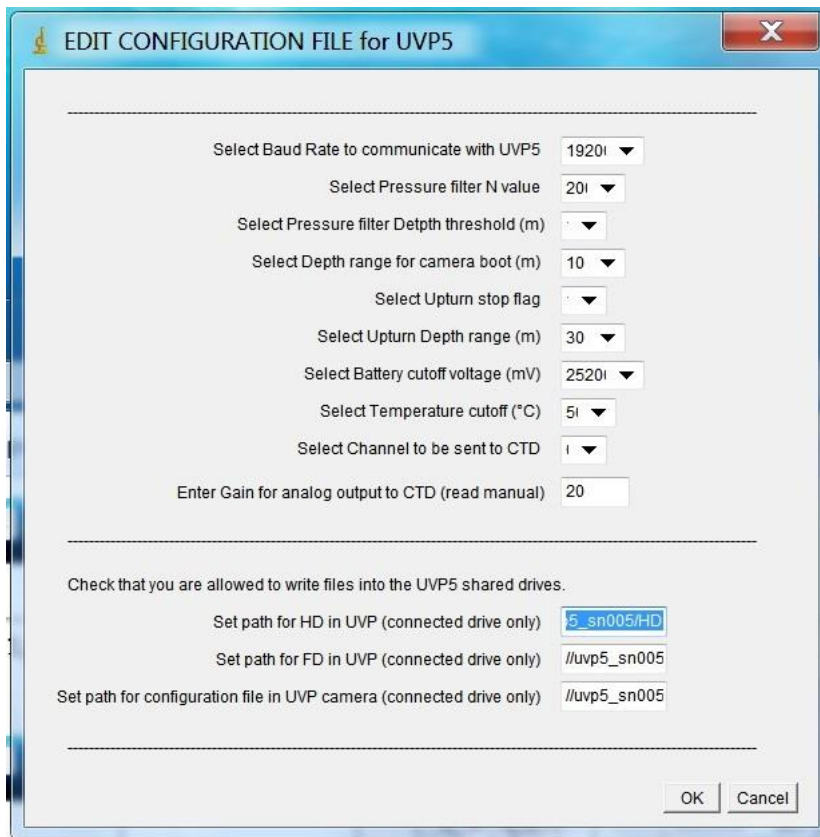 EDIT CONFIGURATION FILE for UVP5
Select Baud Rate to communicate with UVP5
Select Pressure filter N value
Select Pressure filter Detpth threshold (m)
Select Depth range for camera boot (m) 10
Select Upturn stop flag
Select Upturn Depth range (m) 30
Select Battery cutoff voltage (mV)
Select Temperature cutoff (°C)
Select Channel to be sent to CTD
Enter Gain for analog output to CTD (read manual) 20
Check that you are allowed to write files into the UVP5 shared drives.
Set path for HD in UVP (connected drive only) 5_sn005/HD
Set path for FD in UVP (connected drive only) //uvp5_sn005
Set path for configuration file in UVP camera (connected drive only) //uvp5_sn005
OK Cancel